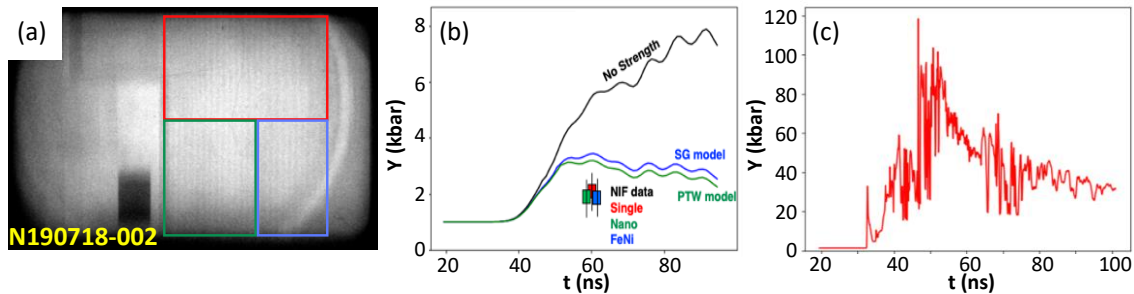 (a)
N190718-002
(b)
Y (kbar)
8
6
4
2
0
No Strength
SG model
PTW model
NIF data
Single
Nano
FeNi
20 40 60 80
t (ns)
(c)
Y (kbar)
120
100
80
60
40
20
0
20 40 60 80 100
t (ns)